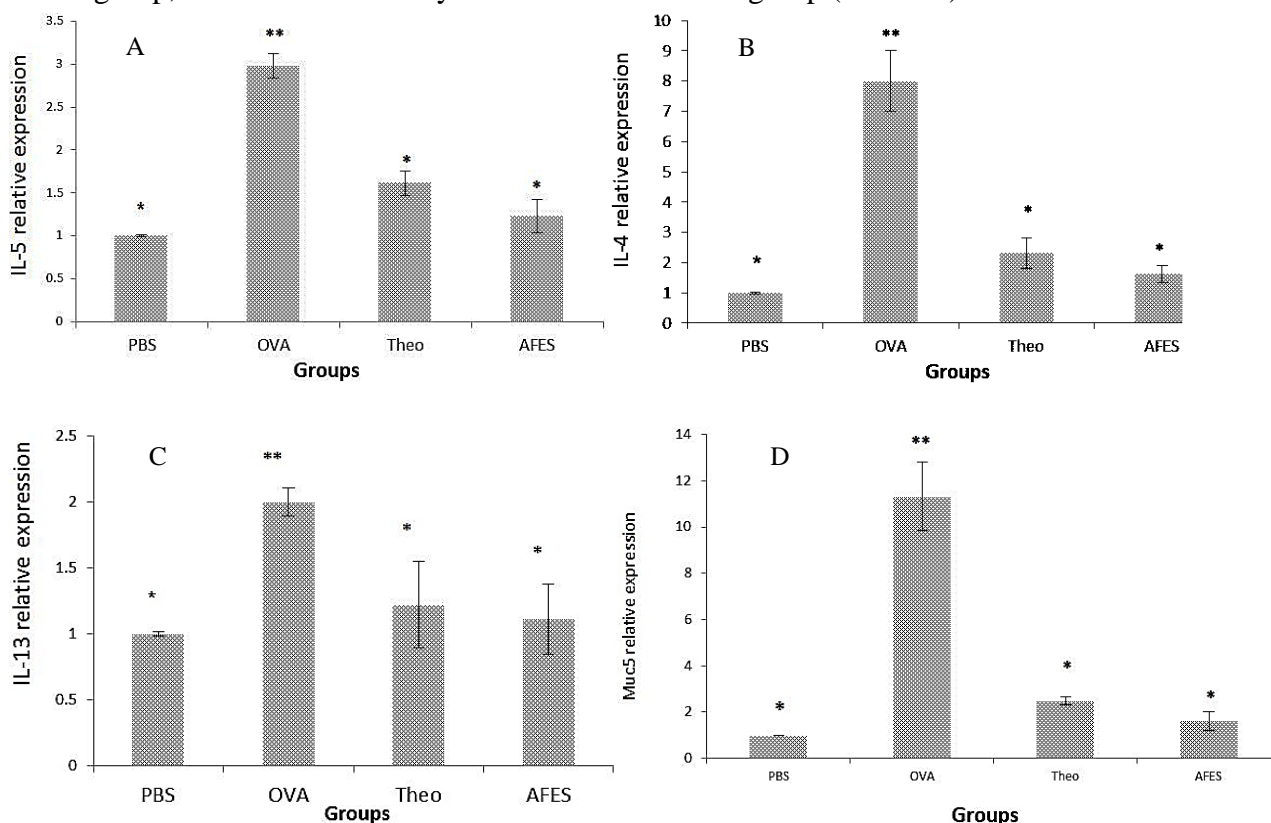 group,
group (
3.5
3
2.5
2
1.5
1
0.5
0
IL-5 relative expression
A
*
**
*
*
PBS OVA Theo AFES
Groups
10
9
8
7
6
5
4
3
2
1
0
IL-4 relative expression
B
*
**
*
*
PBS OVA Theo AFES
Groups
2.5
2
1.5
1
0.5
0
IL-13 relative expression
C
*
**
*
*
PBS OVA Theo AFES
Groups
14
12
10
8
6
4
2
0
Muc5 relative expression
D
*
**
*
*
PBS OVA Theo AFES
Groups